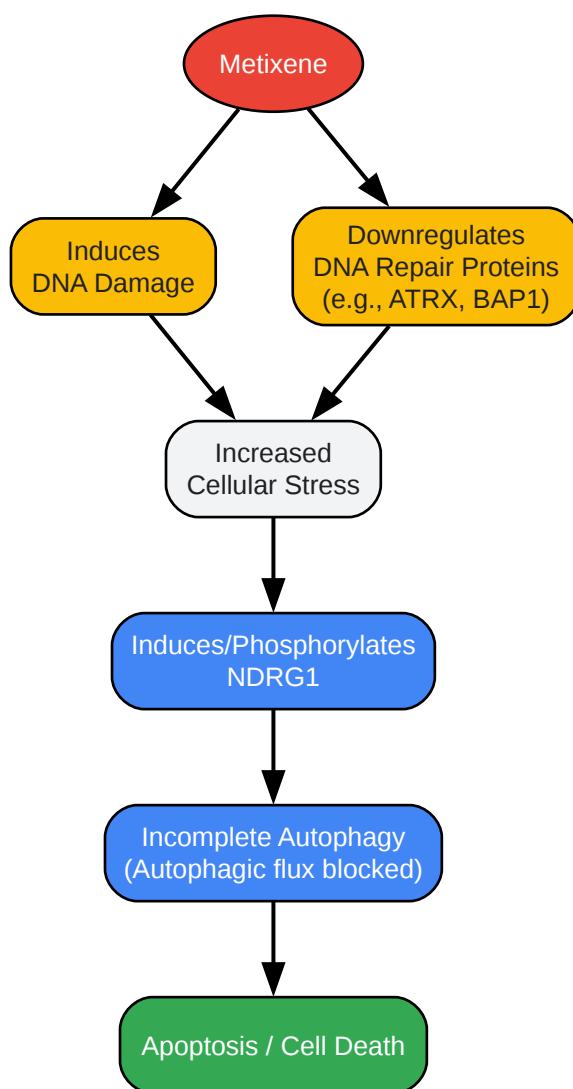 Metixene
Induces
DNA Damage
Downregulates
DNA Repair Proteins
(e.g., ATRX, BAP1)
Increased
Cellular Stress
Induces/Phosphorylates
NDRG1
Incomplete Autophagy
(Autophagic flux blocked)
Apoptosis / Cell Death